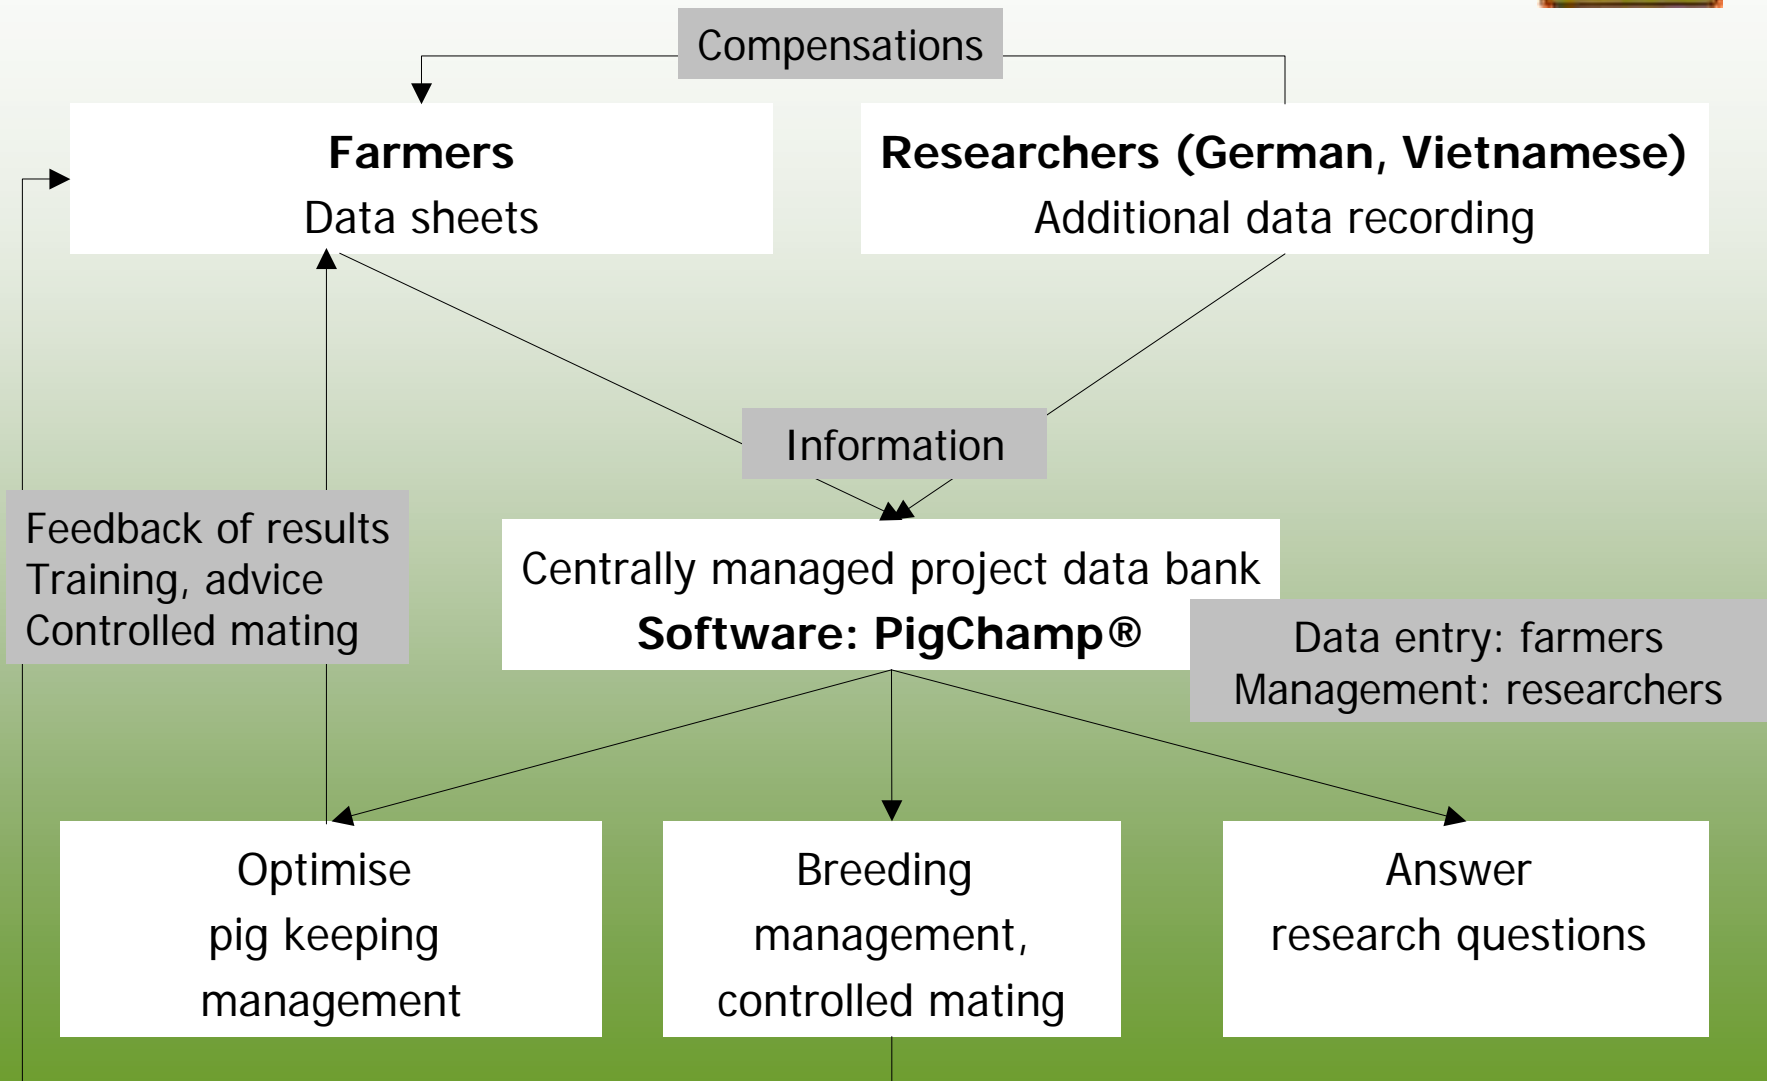 Compensations
Farmers
Data sheets
Researchers (German, Vietnamese)
Additional data recording
Information
Feedback of results
Training, advice
Controlled mating
Centrally managed project data bank
Software: PigChamp®
Data entry: farmers
Management: researchers
Optimise
pig keeping
management
Breeding
management,
controlled mating
Answer
research questions